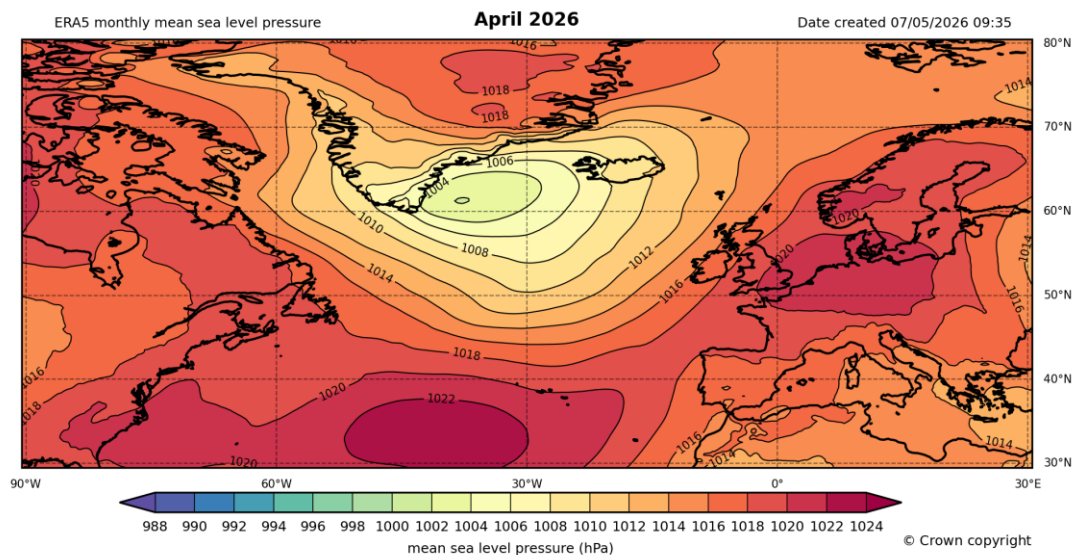 ERA5 monthly mean sea level pressure
April 2026
Date created 07/05/2026 09:35
1016
80°N
1018
1014
1018
70°N
1006
1004
1020
60°N
1010
1008
1012
1020
1014
1014
1016
1016
50°N
1018
1016
1020
1022
40°N
1018
1016
1014
1020
1014
30°N
90°W 60°W 30°W 0° 30°E
988 990 992 994 996 998 1000 1002 1004 1006 1008 1010 1012 1014 1016 1018 1020 1022 1024
mean sea level pressure (hPa)
© Crown copyright